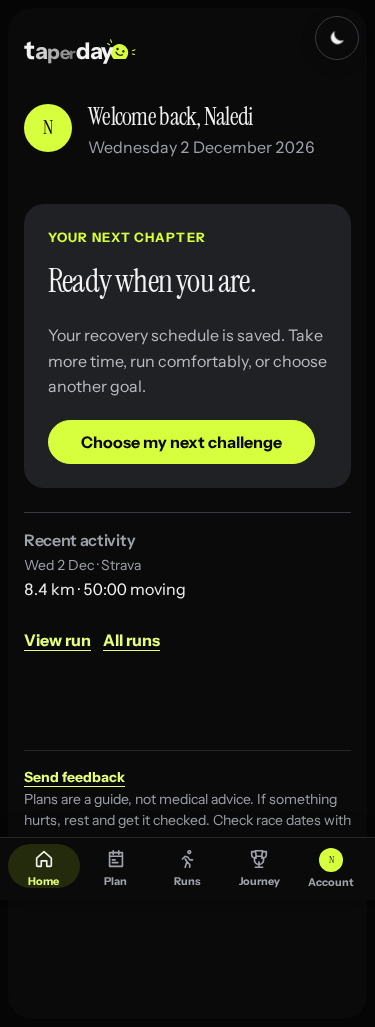 taperday
N
Welcome back, Naledi
Wednesday 2 December 2026
YOUR NEXT CHAPTER
Ready when you are.
Your recovery schedule is saved. Take
more time, run comfortably, or choose
another goal.
Choose my next challenge
Recent activity
Wed 2 Dec · Strava
8.4 km · 50:00 moving
View run All runs
Send feedback
Plans are a guide, not medical advice. If something
hurts, rest and get it checked. Check race dates with
Home Plan Runs Journey N Account